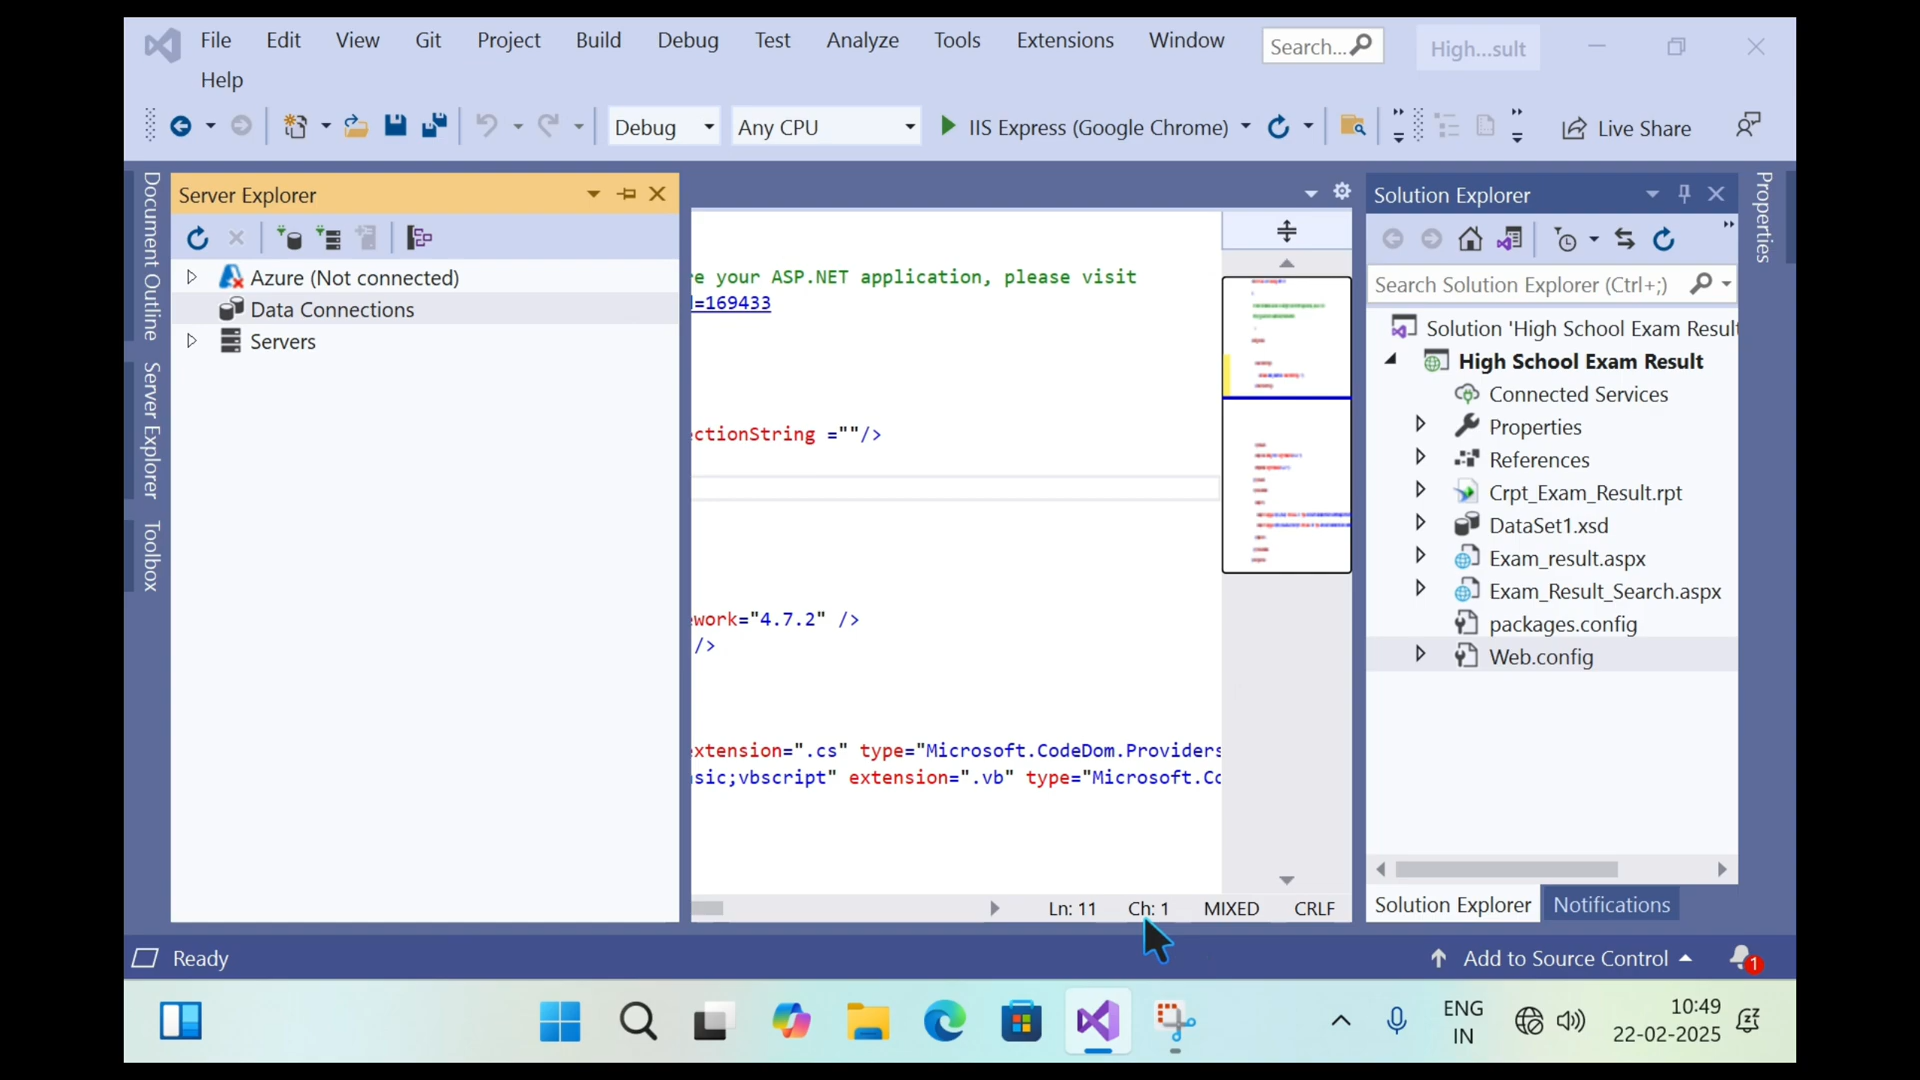 File Edit View Git Project Build Debug Test Analyze Tools Extensions Window Search... High...sult
Help
Debug Any CPU IIS Express (Google Chrome) Live Share
Document Outline
Server Explorer
Toolbox
Server Explorer
Azure (Not connected)
Data Connections
Servers
e your ASP.NET application, please visit
=169433
ectionString =""/>
work="4.7.2" />
/>
extension=".cs" type="Microsoft.CodeDom.Providers
sic;vbscript" extension=".vb" type="Microsoft.Co
Ln: 11 Ch: 1 MIXED CRLF
Solution Explorer
Search Solution Explorer (Ctrl+;)
Solution 'High School Exam Result
High School Exam Result
Connected Services
Properties
References
Crpt_Exam_Result.rpt
DataSet1.xsd
Exam_result.aspx
Exam_Result_Search.aspx
packages.config
Web.config
Solution Explorer Notifications
Properties
Ready Add to Source Control 1
ENG
IN
10:49
22-02-2025